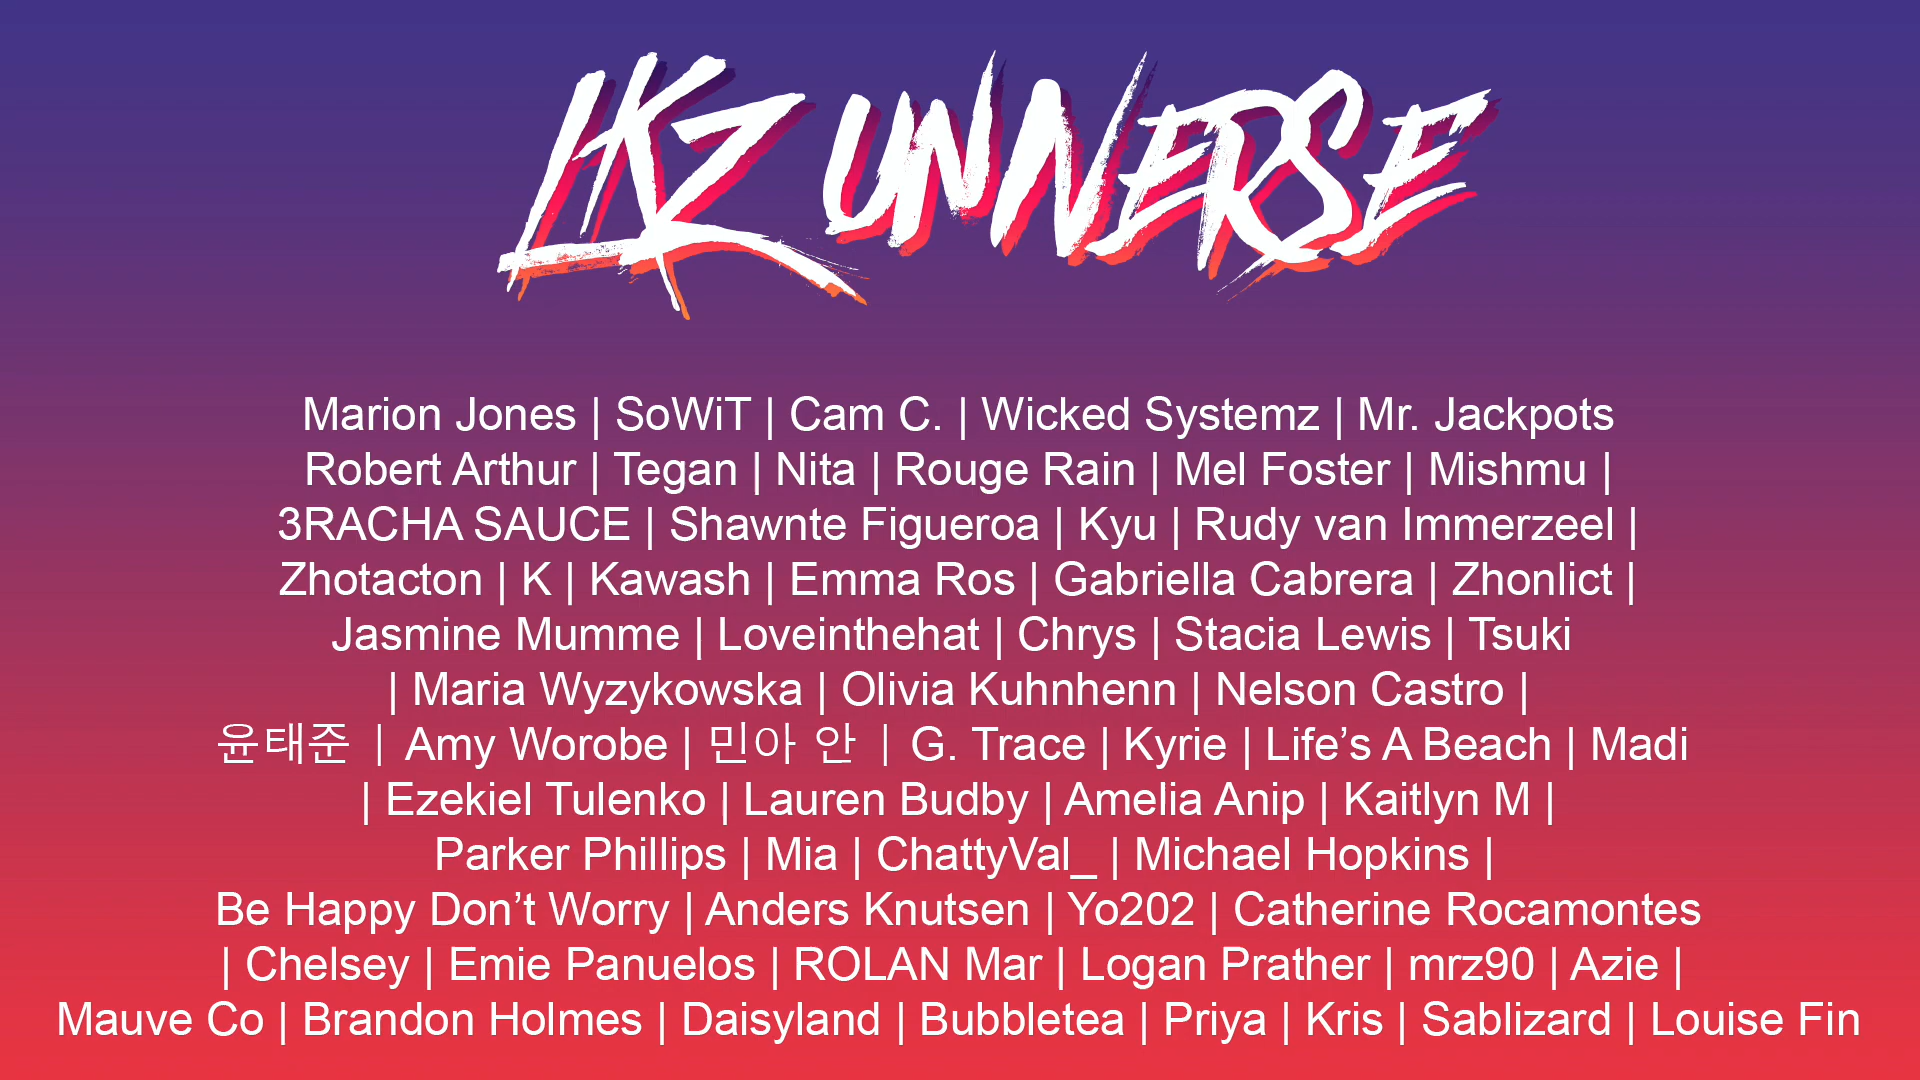 LKZ UNIVERSE
Marion Jones | SoWiT | Cam C. | Wicked Systemz | Mr. Jackpots
Robert Arthur | Tegan | Nita | Rouge Rain | Mel Foster | Mishmu |
3RACHA SAUCE | Shawnte Figueroa | Kyu | Rudy van Immerzeel |
Zhotacton | K | Kawash | Emma Ros | Gabriella Cabrera | Zhonlict |
Jasmine Mumme | Loveinthehat | Chrys | Stacia Lewis | Tsuki
| Maria Wyzykowska | Olivia Kuhnhenn | Nelson Castro |
윤태준 | Amy Worobe | 민아 안 | G. Trace | Kyrie | Life’s A Beach | Madi
| Ezekiel Tulenko | Lauren Budby | Amelia Anip | Kaitlyn M |
Parker Phillips | Mia | ChattyVal_ | Michael Hopkins |
Be Happy Don’t Worry | Anders Knutsen | Yo202 | Catherine Rocamontes
| Chelsey | Emie Panuelos | ROLAN Mar | Logan Prather | mrz90 | Azie |
Mauve Co | Brandon Holmes | Daisyland | Bubbletea | Priya | Kris | Sablizard | Louise Fin